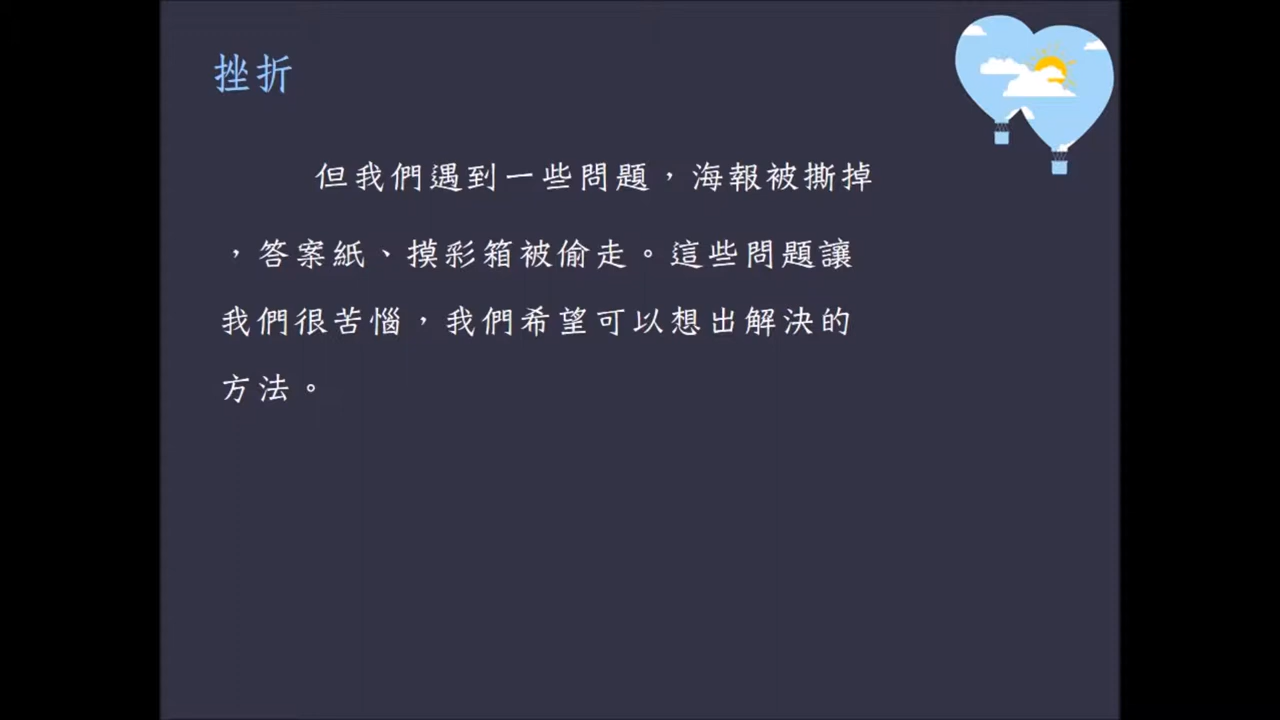 挫折
但我們遇到一些問題，海報被撕掉
，答案紙、摸彩箱被偷走。這些問題讓
我們很苦惱，我們希望可以想出解決的
方法。